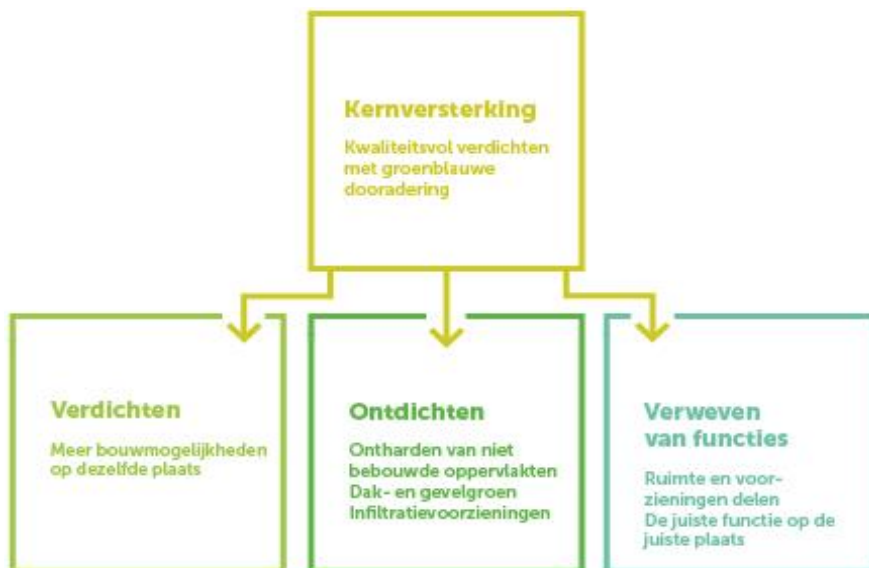 Kernversterking
Kwaliteitsvol verdichten
met groenblauwe
dooradering
Verdichten
Meer bouwmogelijkheden
op dezelfde plaats
Ontdichten
Ontharden van niet
bebouwde oppervlakten
Dak- en gevelgroen
Infiltratievoorzieningen
Verweven
van functies
Ruimte en voor-
zieningen delen
De juiste functie op de
juiste plaats